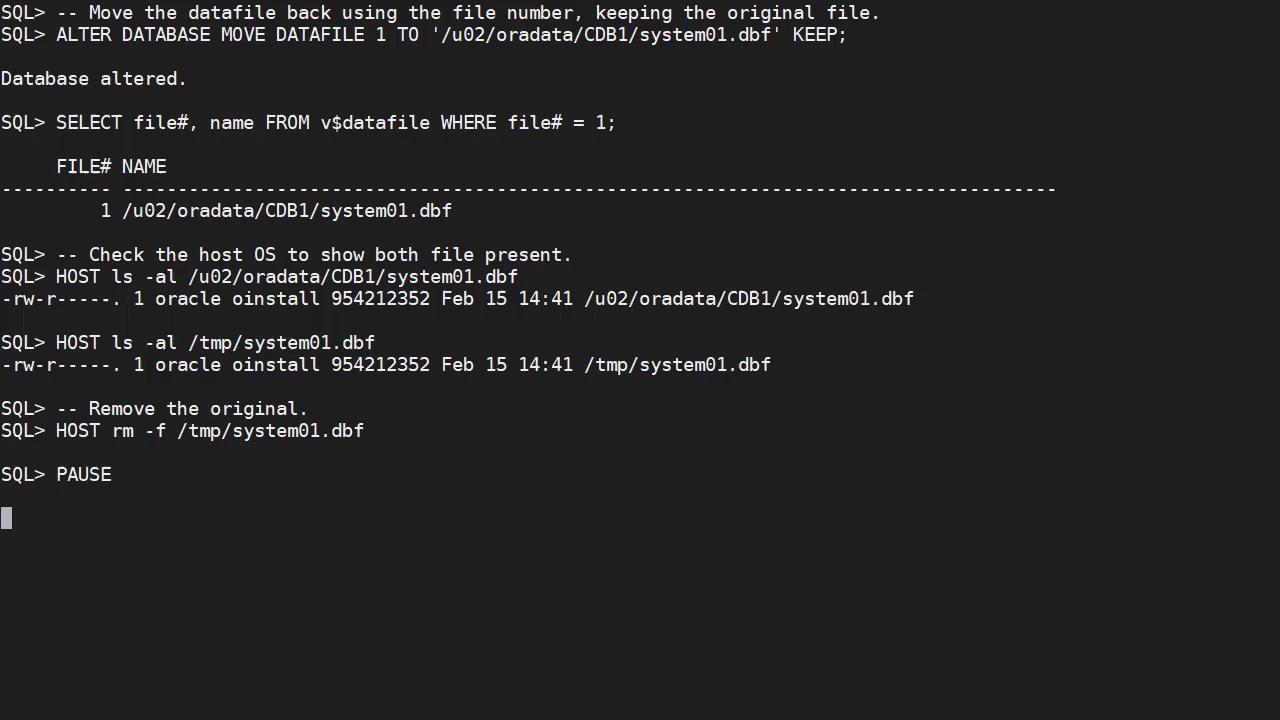 SQL> -- Move the datafile back using the file number, keeping the original file.
SQL> ALTER DATABASE MOVE DATAFILE 1 TO '/u02/oradata/CDB1/system01.dbf' KEEP;
Database altered.
SQL> SELECT file#, name FROM v$datafile WHERE file# = 1;
     FILE# NAME
---------- -------------------------------------------------------------------------------------
         1 /u02/oradata/CDB1/system01.dbf
SQL> -- Check the host OS to show both file present.
SQL> HOST ls -al /u02/oradata/CDB1/system01.dbf
-rw-r-----. 1 oracle oinstall 954212352 Feb 15 14:41 /u02/oradata/CDB1/system01.dbf
SQL> HOST ls -al /tmp/system01.dbf
-rw-r-----. 1 oracle oinstall 954212352 Feb 15 14:41 /tmp/system01.dbf
SQL> -- Remove the original.
SQL> HOST rm -f /tmp/system01.dbf
SQL> PAUSE